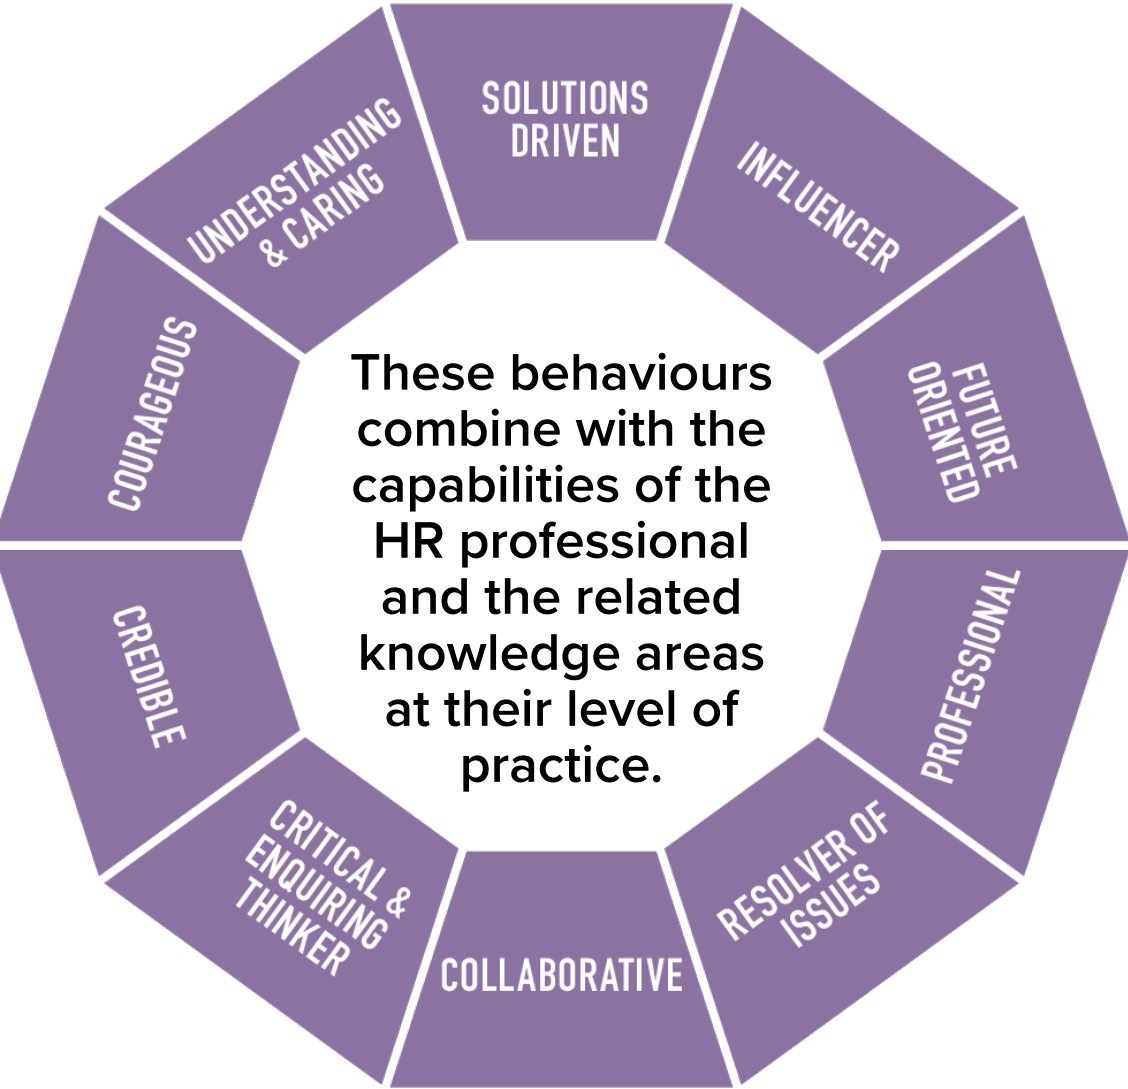 SOLUTIONS
DRIVEN
INFLUENCER
FUTURE
ORIENTED
PROFESSIONAL
RESOLVER OF
ISSUES
COLLABORATIVE
CRITICAL &
ENQUIRING
THINKER
CREDIBLE
COURAGEOUS
UNDERSTANDING
& CARING
These behaviours
combine with the
capabilities of the
HR professional
and the related
knowledge areas
at their level of
practice.